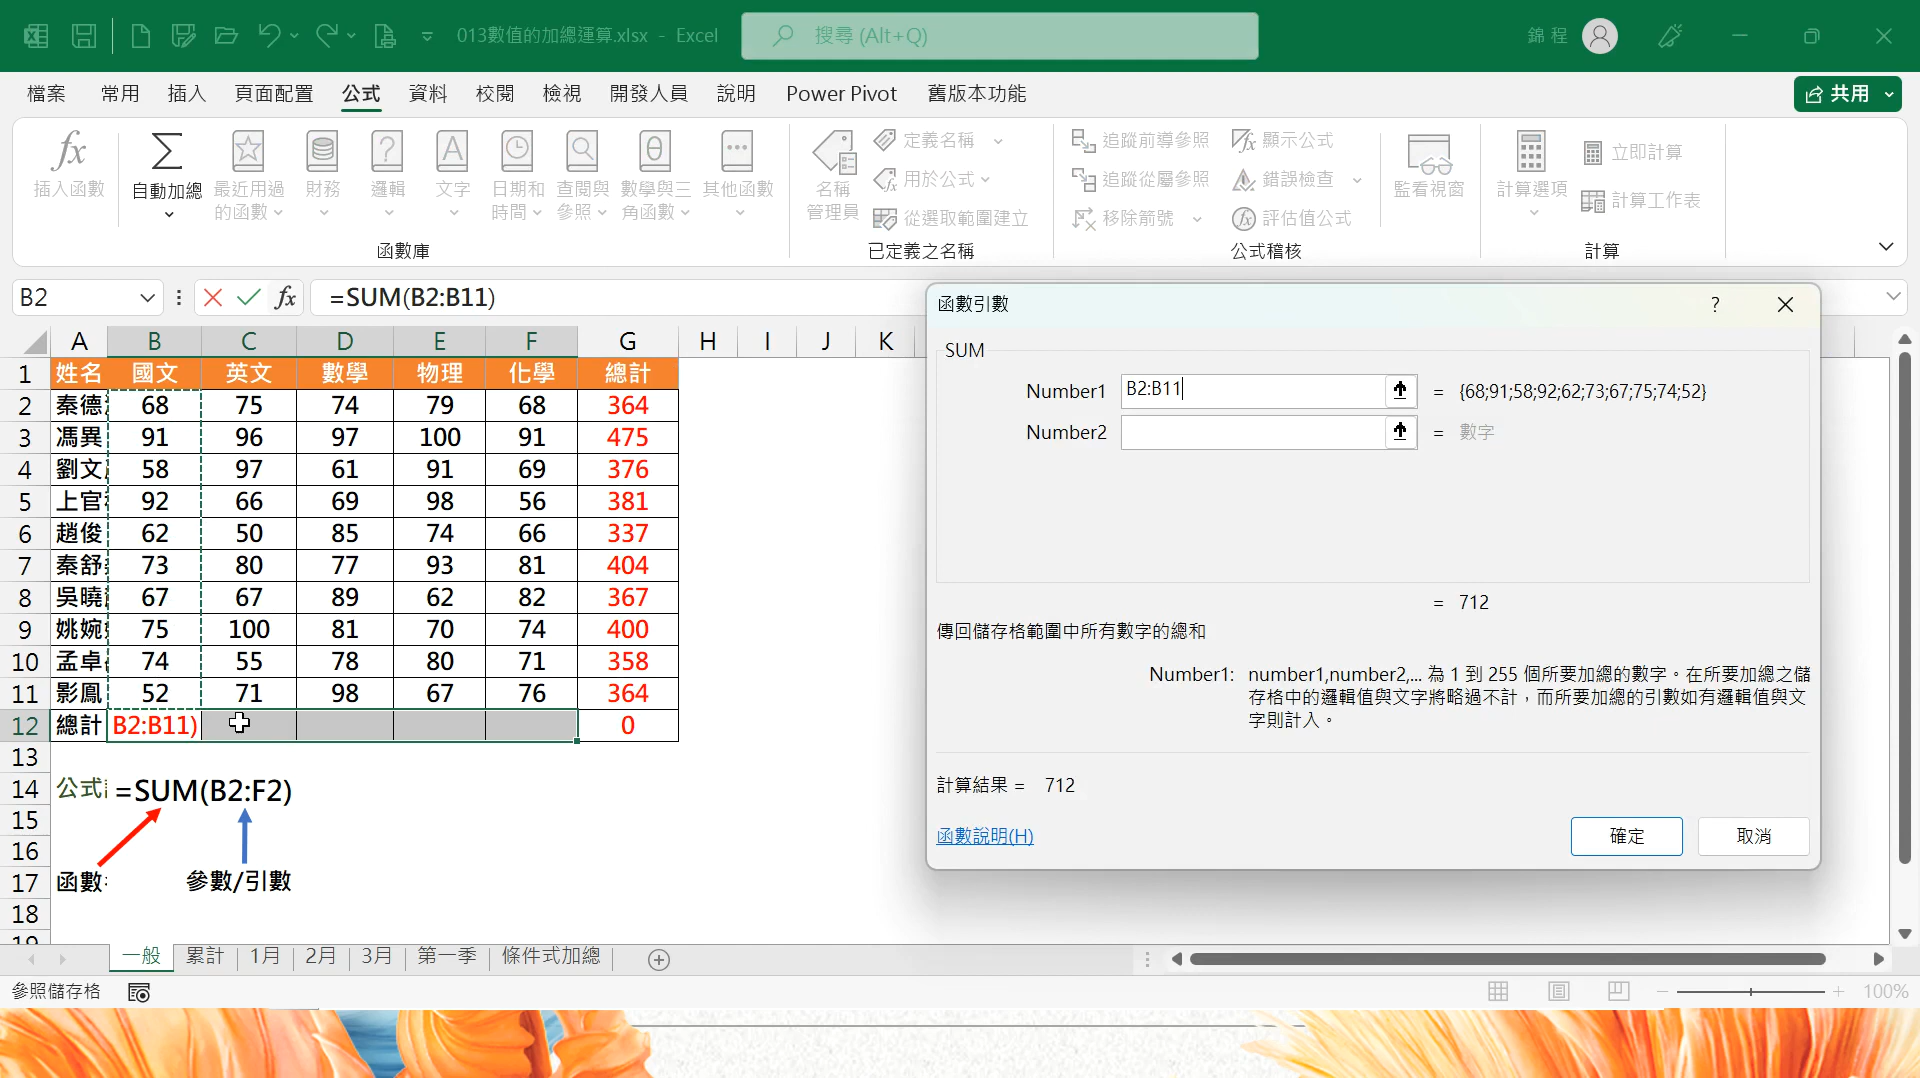 013數值的加總運算.xlsx - Excel
搜尋 (Alt+Q)
錦 程
檔案 常用 插入 頁面配置 公式 資料 校閱 檢視 開發人員 說明 Power Pivot 舊版本功能
共用
fx
插入函數
自動加總
最近用過的函數
財務
邏輯
文字
日期和時間
查閱與參照
數學與三角函數
其他函數
函數庫
名稱管理員
定義名稱
用於公式
從選取範圍建立
已定義之名稱
追蹤前導參照
追蹤從屬參照
移除箭號
顯示公式
錯誤檢查
評估值公式
公式稽核
監看視窗
計算選項
立即計算
計算工作表
計算
B2
fx
=SUM(B2:B11)
A B C D E F G H I J K
1 姓名 國文 英文 數學 物理 化學 總計
2 秦德 68 75 74 79 68 364
3 馮異 91 96 97 100 91 475
4 劉文 58 97 61 91 69 376
5 上官 92 66 69 98 56 381
6 趙俊 62 50 85 74 66 337
7 秦舒 73 80 77 93 81 404
8 吳曉 67 67 89 62 82 367
9 姚婉 75 100 81 70 74 400
10 孟卓 74 55 78 80 71 358
11 影鳳 52 71 98 67 76 364
12 總計 B2:B11) 0
13
14 公式 =SUM(B2:F2)
15
16
17 函數 參數/引數
18
19
函數引數
?
SUM
Number1 B2:B11 = {68;91;58;92;62;73;67;75;74;52}
Number2 = 數字
= 712
傳回儲存格範圍中所有數字的總和
Number1: number1,number2,... 為 1 到 255 個所要加總的數字。在所要加總之儲
存格中的邏輯值與文字將略過不計，而所要加總的引數如有邏輯值與文
字則計入。
計算結果 = 712
函數說明(H)
確定
取消
一般 累計 1月 2月 3月 第一季 條件式加總
參照儲存格
100%